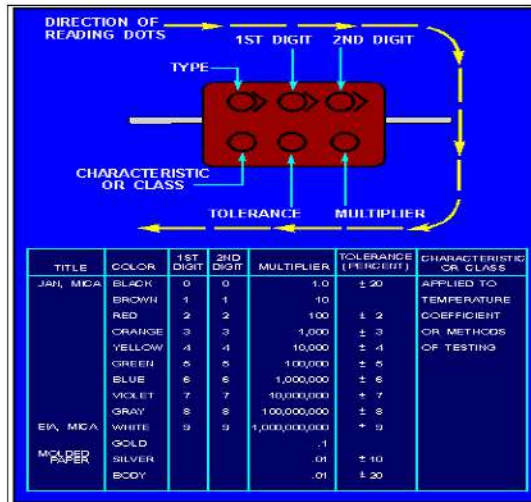 DIRECTION OF
READING DOTS
1ST DIGIT 2ND DIGIT
TYPE
CHARACTERISTIC
OR CLASS
TOLERANCE MULTIPLIER
TITLE COLOR 1ST DIGIT 2ND DIGIT MULTIPLIER TOLERANCE (PERCENT) CHARACTERISTIC OR CLASS
JAN, MICA BLACK 0 0 1.0 ± 20 APPLIED TO
BROWN 1 1 10 TEMPERATURE
RED 2 2 100 ± 2 COEFFICIENT
ORANGE 3 3 1,000 ± 3 OR METHODS
YELLOW 4 4 10,000 ± 4 OF TESTING
GREEN 5 5 100,000 ± 5
BLUE 6 6 1,000,000 ± 6
VIOLET 7 7 10,000,000 ± 7
GRAY 8 8 100,000,000 ± 8
EIA, MICA WHITE 9 9 1,000,000,000 ± 9
GOLD .1
MOLDED PAPER SILVER .01 ± 10
BODY .01 ± 20